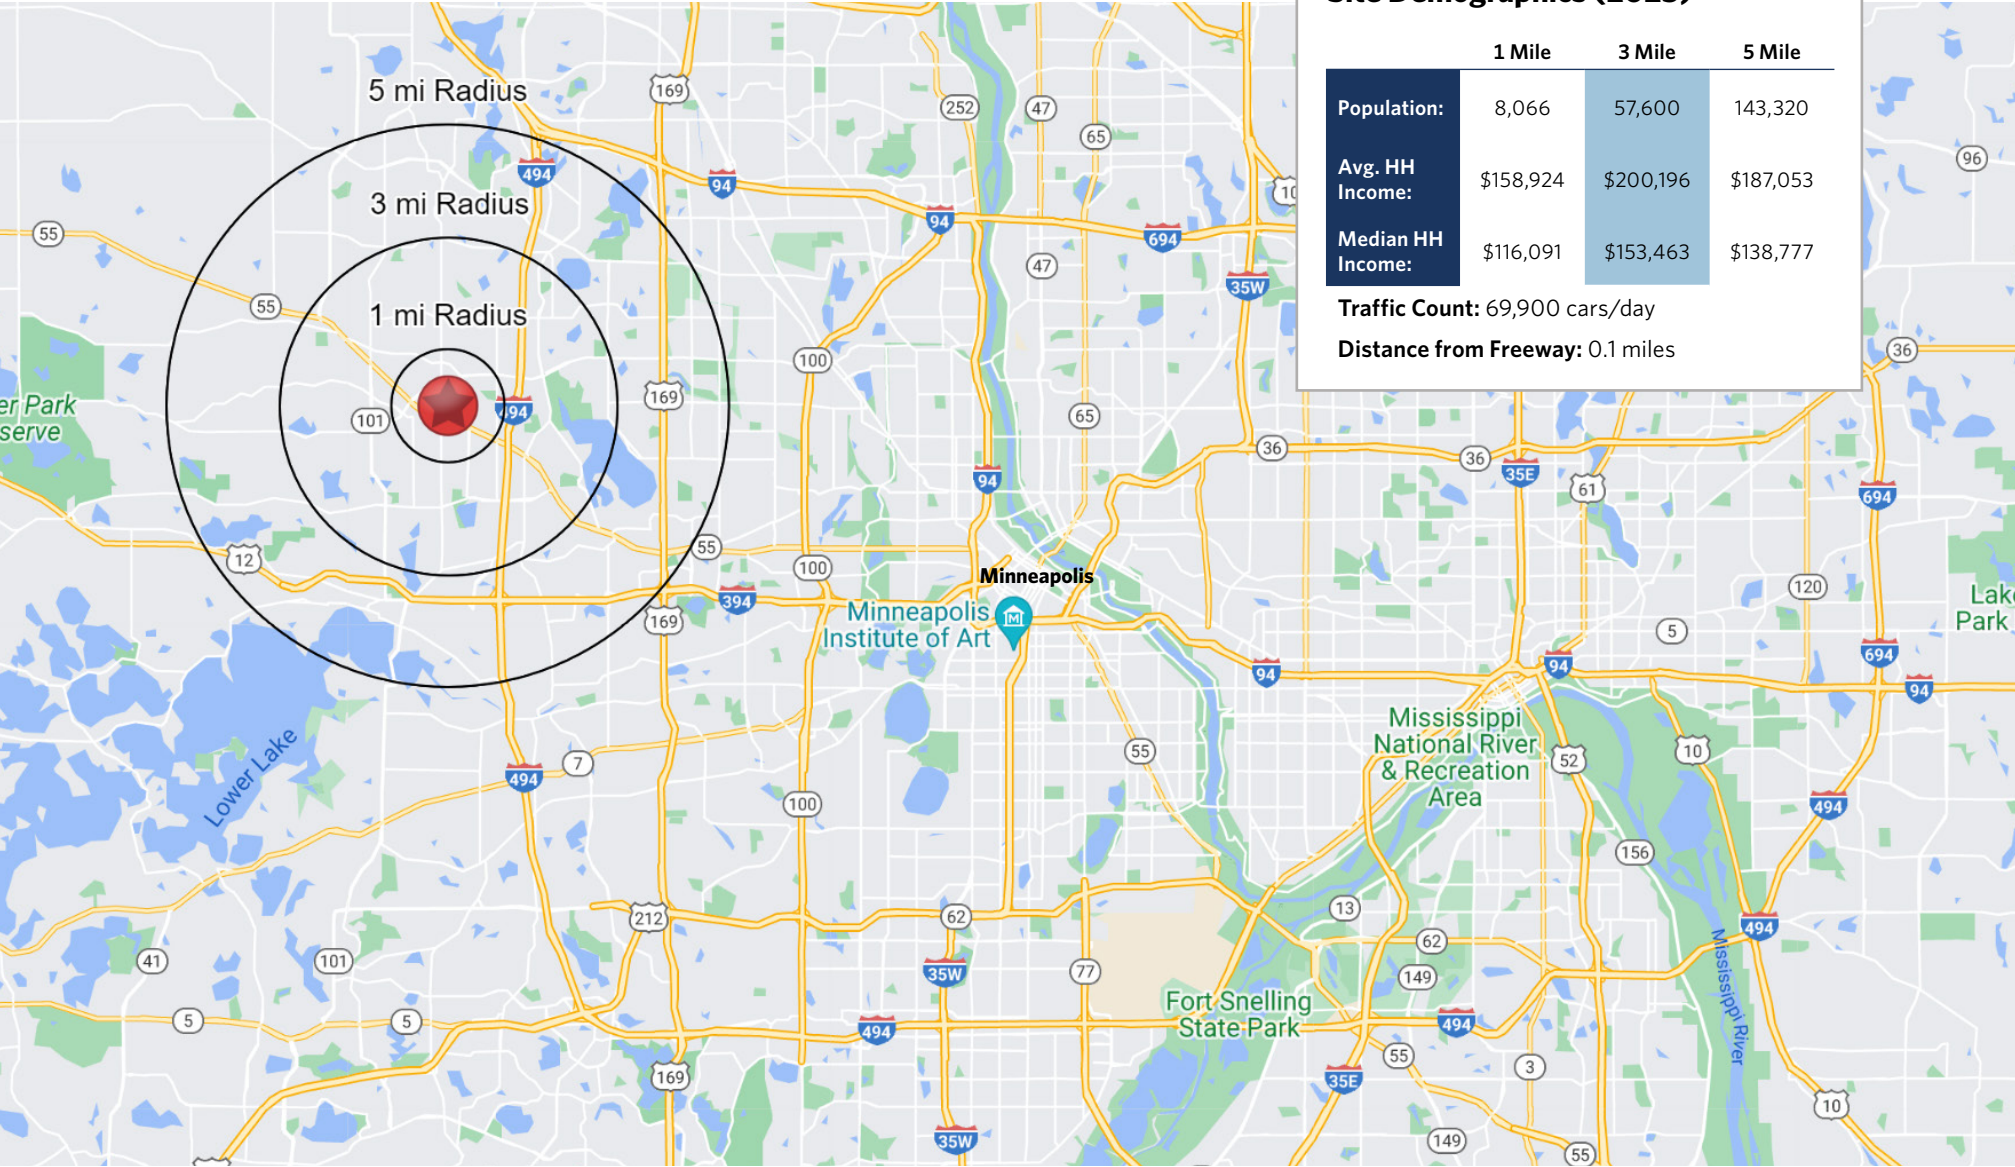 Site Demographics (2023)
1 Mile 3 Mile 5 Mile
Population: 8,066 57,600 143,320
Avg. HH
Income: $158,924 $200,196 $187,053
Median HH
Income: $116,091 $153,463 $138,777
Traffic Count: 69,900 cars/day
Distance from Freeway: 0.1 miles
5 mi Radius
3 mi Radius
1 mi Radius
169
252
47
65
96
494
94
10
55
94
694
47
35W
55
100
36
169
er Park
serve
101
494
65
36
36
35E
61
94
694
12
55
100
Minneapolis
394
Minneapolis
Institute of Art
169
120
Lake
Park
5
94
94
694
94
Mississippi
National River
& Recreation
Area
Lower Lake
7
494
55
52
10
100
494
156
212
62
13
494
62
41
101
35W
77
149
Mississippi River
5
5
Fort Snelling
State Park
494
494
55
3
169
35E
10
35W
149
55